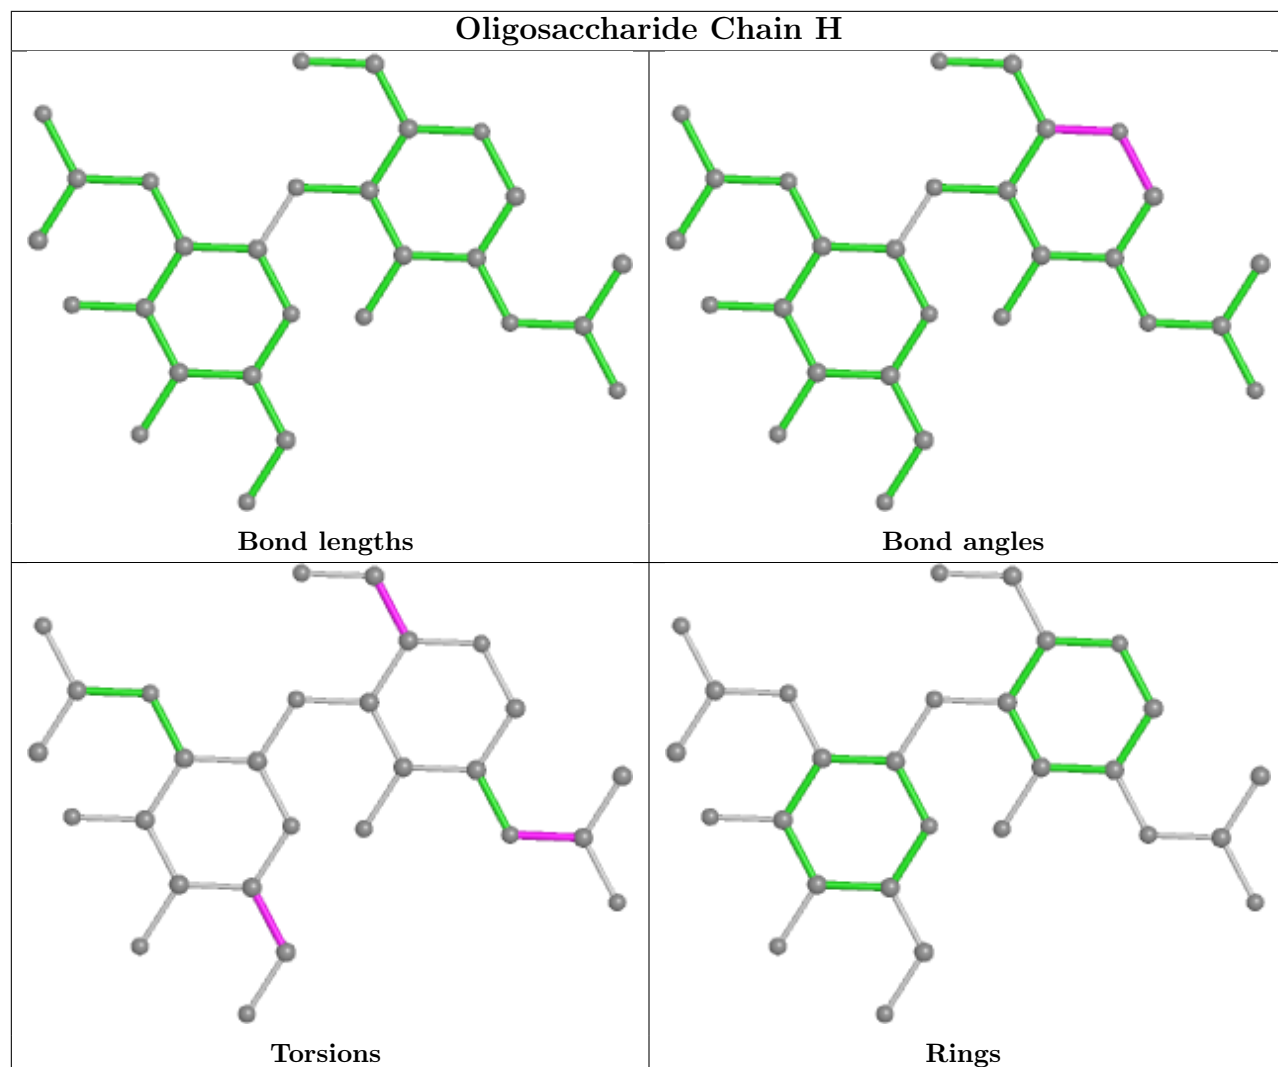 Oligosaccharide Chain H
Bond lengths
Bond angles
Torsions
Rings